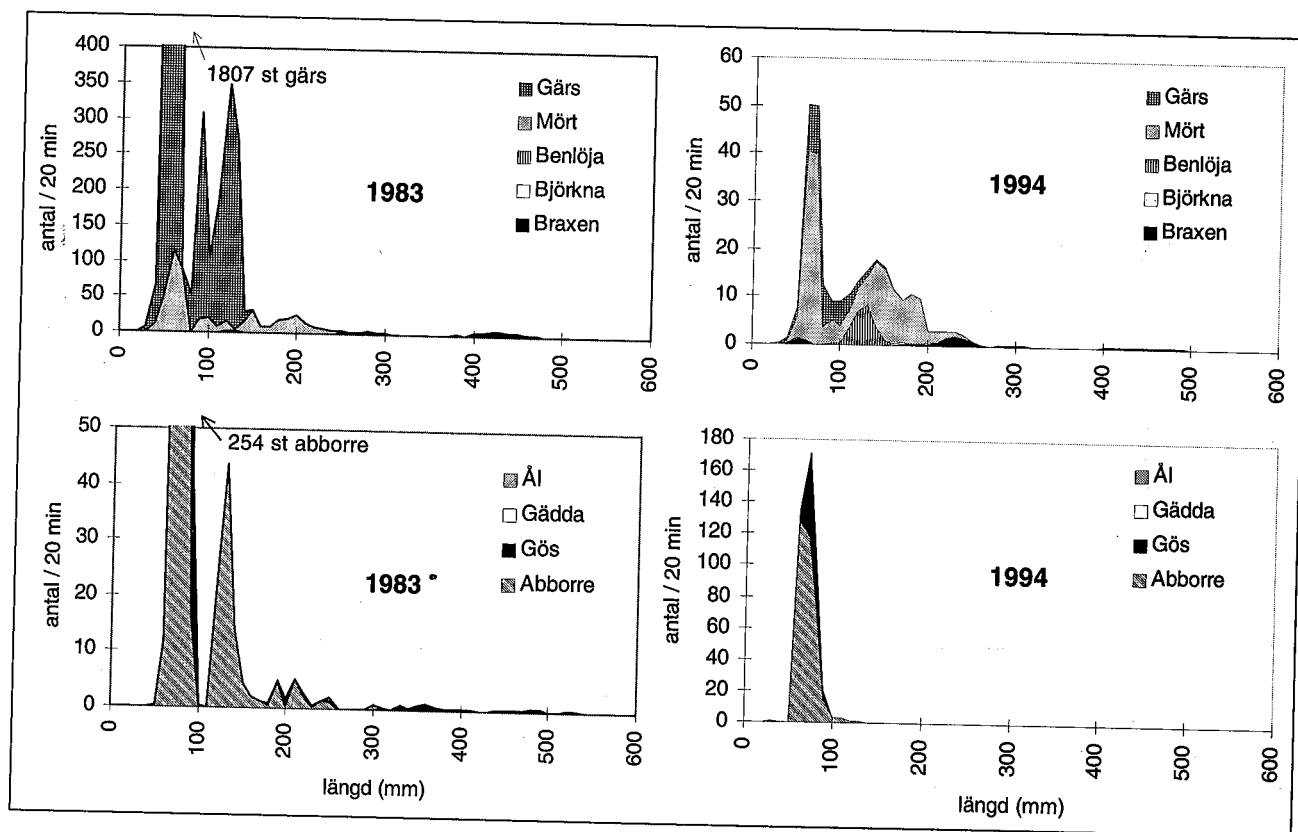 400
350
300
250
200
150
100
50
0
antal / 20 min
1807 st gärs
1983
Gärs
Mört
Benlöja
Björkna
Braxen
0
100
200
300
400
500
600
60
50
40
30
20
10
0
antal / 20 min
1994
Gärs
Mört
Benlöja
Björkna
Braxen
0
100
200
300
400
500
600
50
40
30
20
10
0
antal / 20 min
254 st abborre
1983
Ål
Gädda
Gös
Abborre
0
100
200
300
400
500
600
längd (mm)
180
160
140
120
100
80
60
40
20
0
antal / 20 min
1994
Ål
Gädda
Gös
Abborre
0
100
200
300
400
500
600
längd (mm)